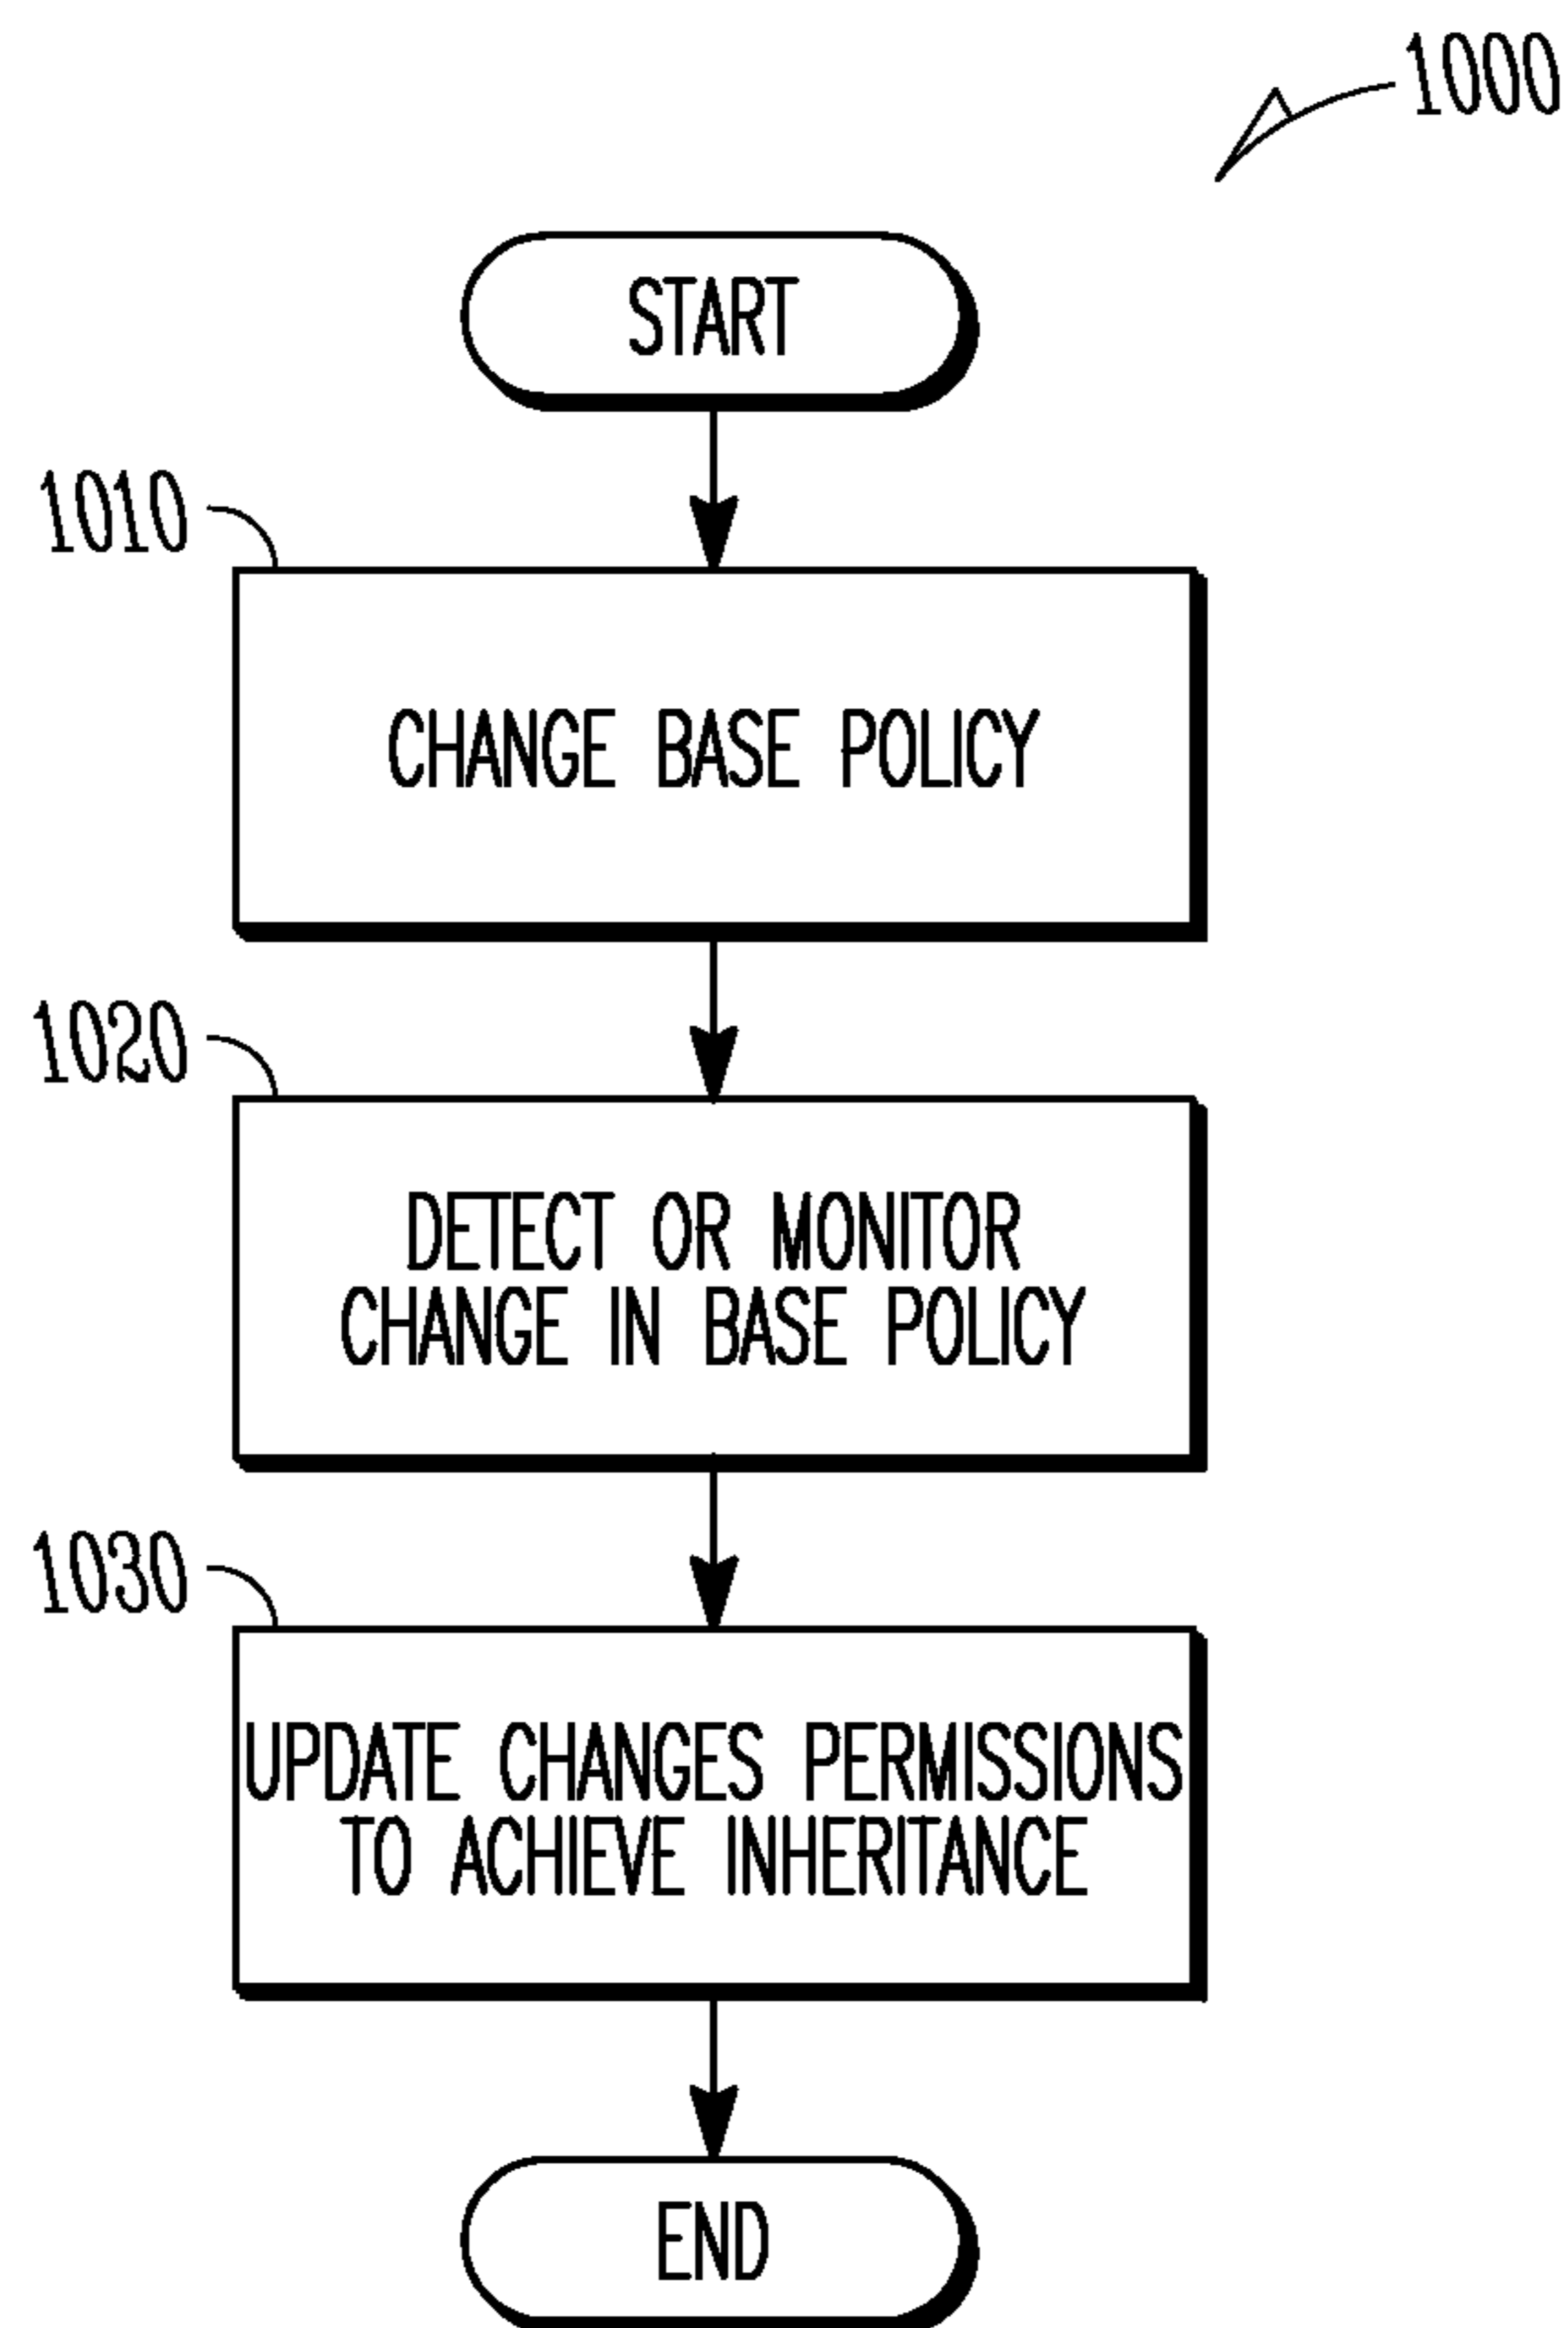 1000
START
1010
CHANGE BASE POLICY
1020
DETECT OR MONITOR
CHANGE IN BASE POLICY
1030
UPDATE CHANGES PERMISSIONS
TO ACHIEVE INHERITANCE
END